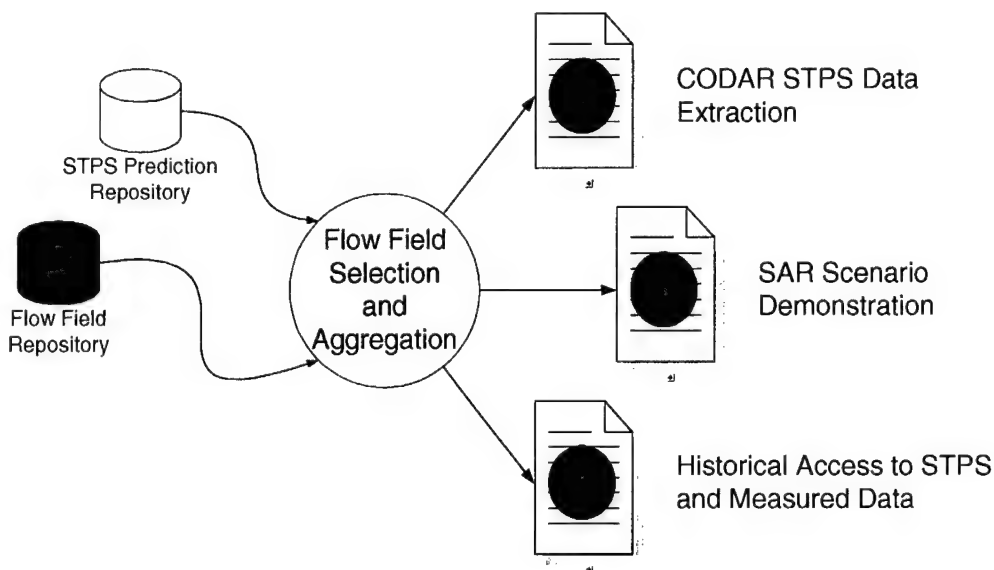 CODAR STPS Data
Extraction
STPS Prediction
Repository
Flow Field
Selection
and
Aggregation
SAR Scenario
Demonstration
Flow Field
Repository
Historical Access to STPS
and Measured Data